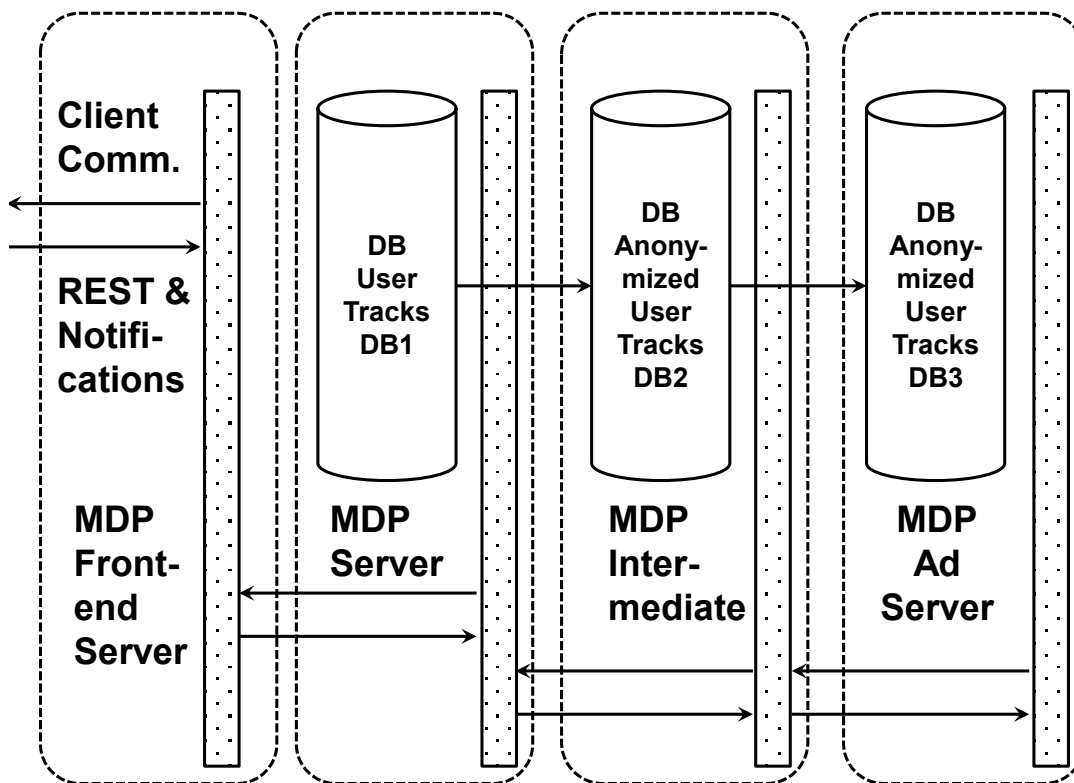 Client
Comm.
REST &
Notifi-
cations
MDP
Front-
end
Server
DB
User
Tracks
DB1
MDP
Server
DB
Anony-
mized
User
Tracks
DB2
MDP
Inter-
mediate
DB
Anony-
mized
User
Tracks
DB3
MDP
Ad
Server